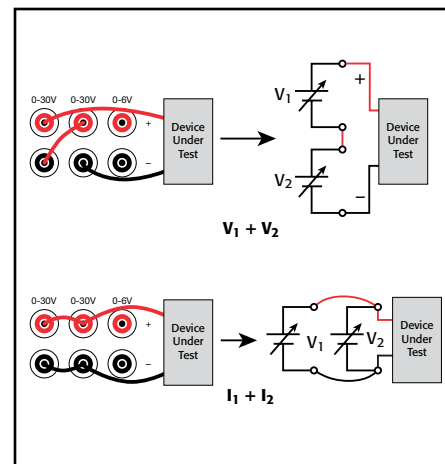 0-30V 0-30V 0-6V
+
−
Device
Under
Test
V1
+
V2
−
Device
Under
Test
V1 + V2
0-30V 0-30V 0-6V
+
−
Device
Under
Test
V1
V2
Device
Under
Test
I1 + I2